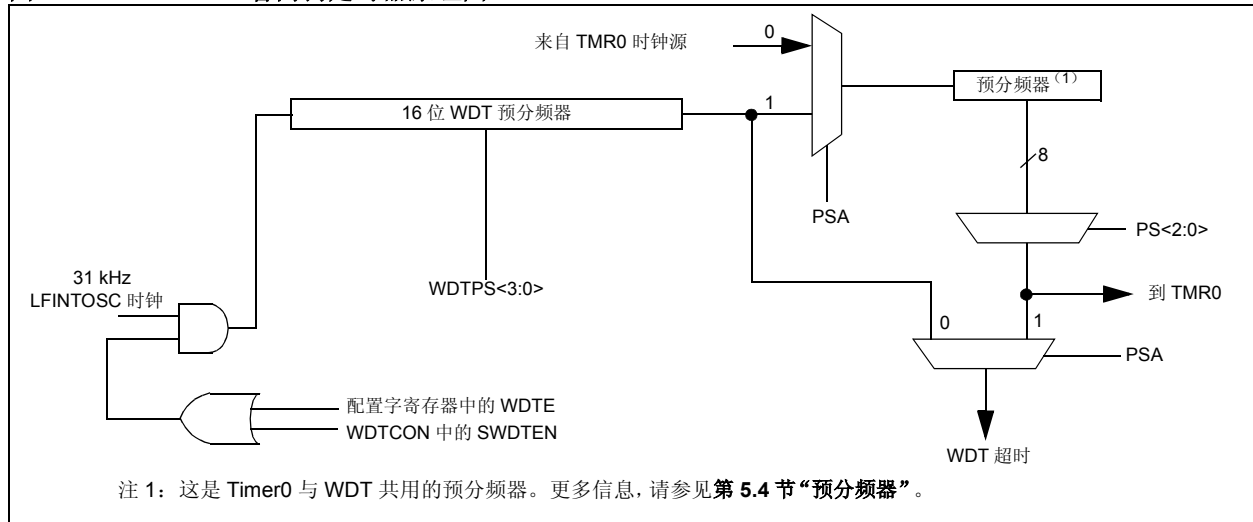 来自 TMR0 时钟源
0
1
16 位 WDT 预分频器
预分频器（1）
8
PSA
PS<2:0>
31 kHz
LFINTOSC 时钟
WDTPS<3:0>
到 TMR0
0
1
PSA
配置字寄存器中的 WDTE
WDTCON 中的 SWDTEN
WDT 超时
注 1：这是 Timer0 与 WDT 共用的预分频器。更多信息，请参见第 5.4 节“预分频器”。